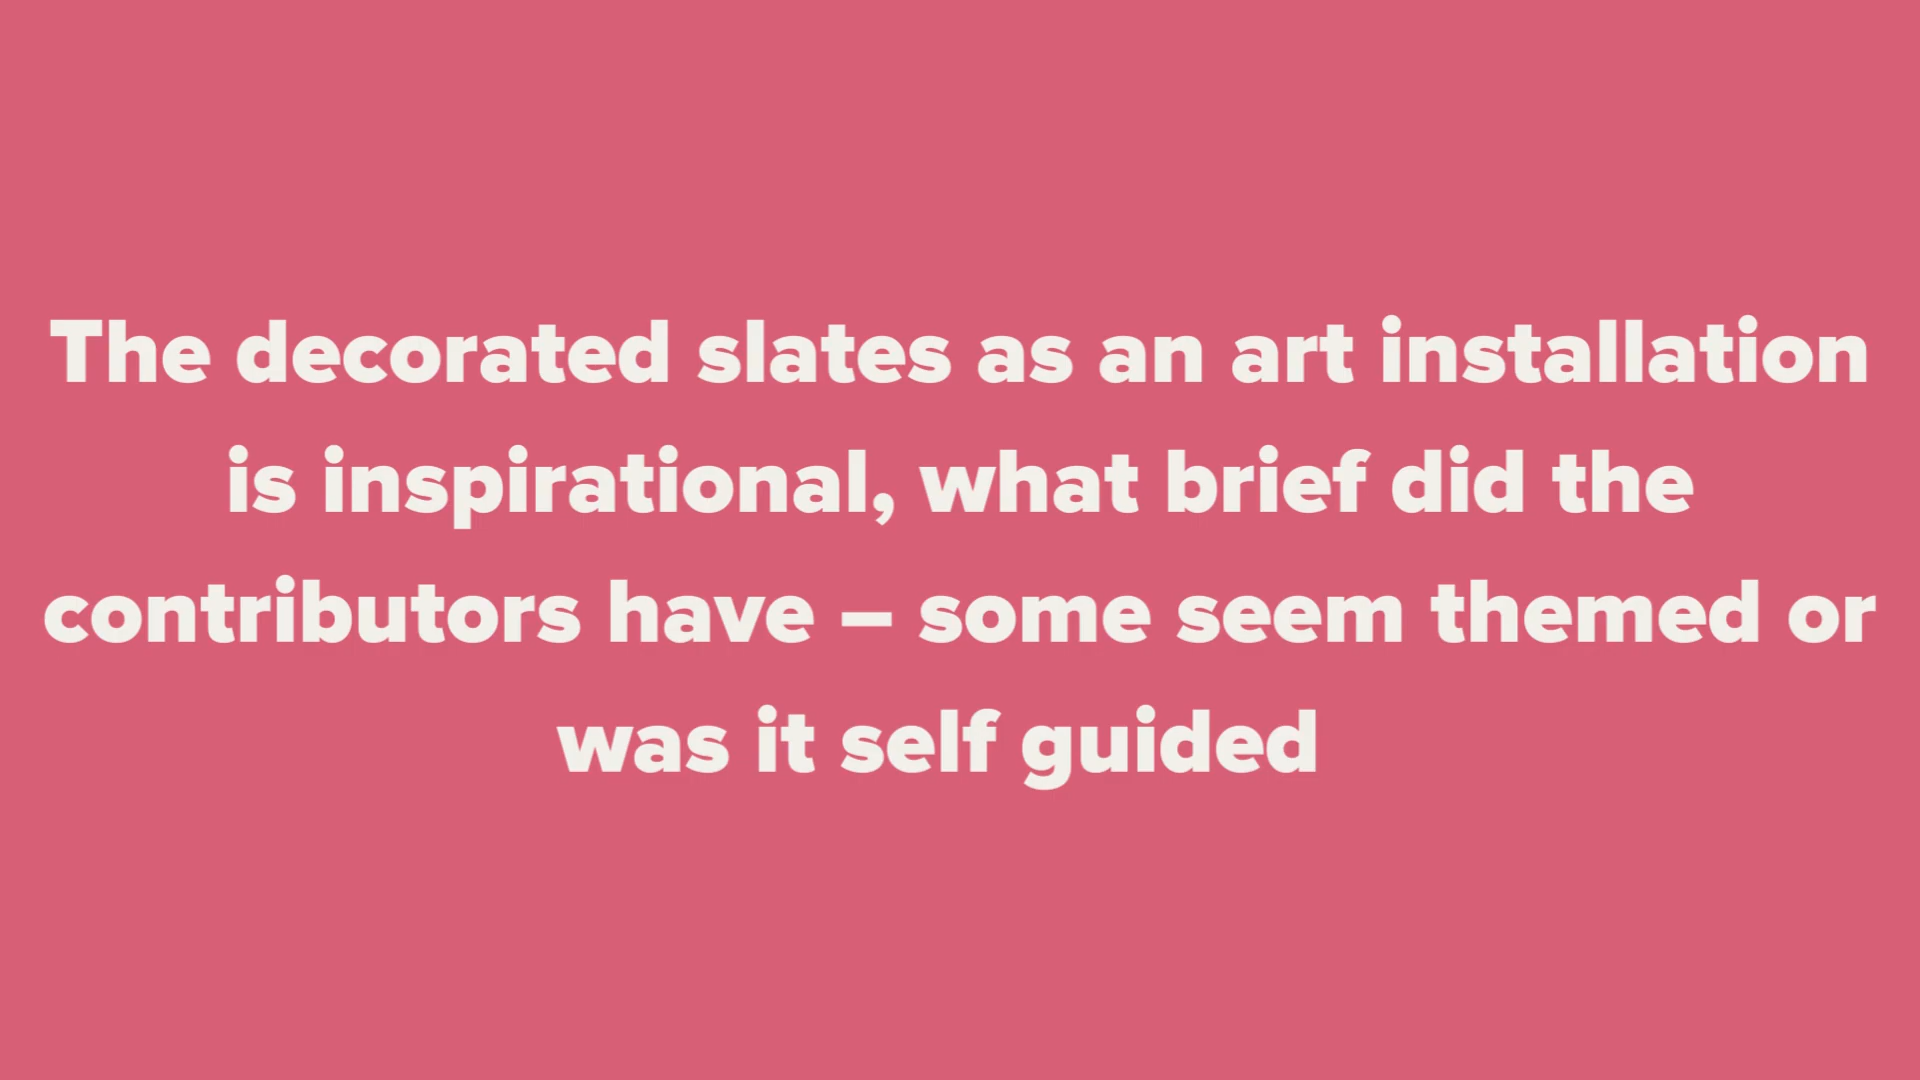 The decorated slates as an art installation
is inspirational, what brief did the
contributors have – some seem themed or
was it self guided